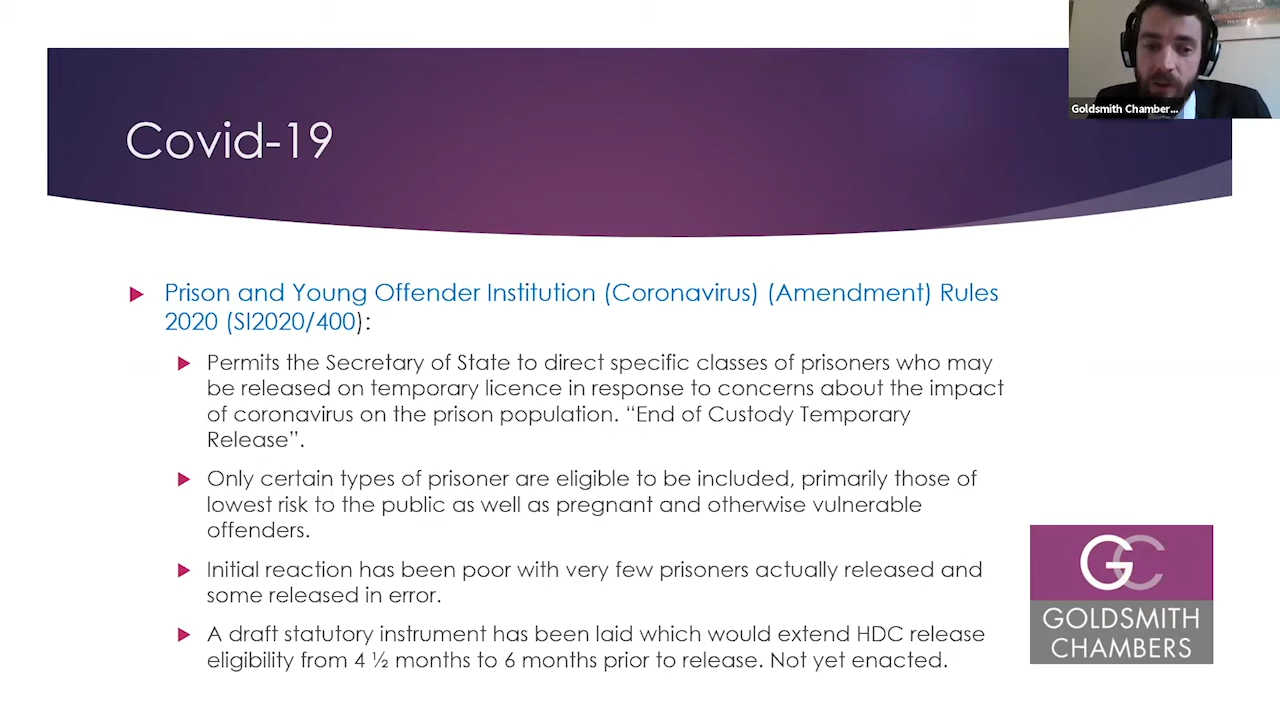 Goldsmith Chamber...
Covid-19
Prison and Young Offender Institution (Coronavirus) (Amendment) Rules
2020 (SI2020/400):
Permits the Secretary of State to direct specific classes of prisoners who may
be released on temporary licence in response to concerns about the impact
of coronavirus on the prison population. “End of Custody Temporary
Release”.
Only certain types of prisoner are eligible to be included, primarily those of
lowest risk to the public as well as pregnant and otherwise vulnerable
offenders.
Initial reaction has been poor with very few prisoners actually released and
some released in error.
A draft statutory instrument has been laid which would extend HDC release
eligibility from 4 ½ months to 6 months prior to release. Not yet enacted.
GC
GOLDSMITH
CHAMBERS